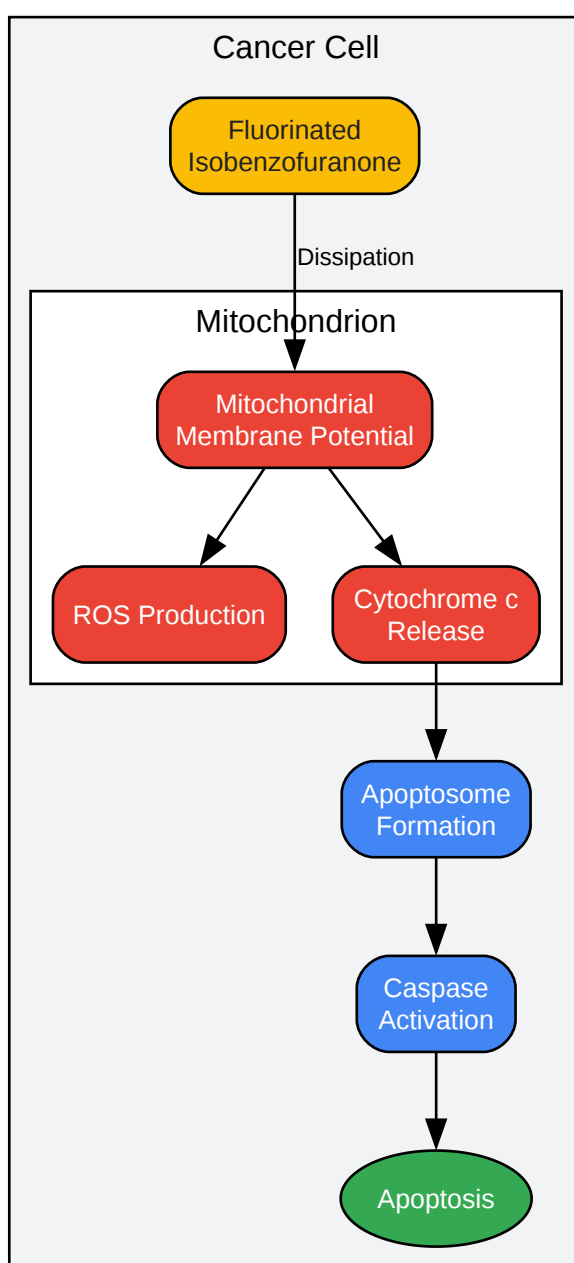 Cancer Cell
Fluorinated
Isobenzofuranone
Dissipation
Mitochondrion
Mitochondrial
Membrane Potential
ROS Production
Cytochrome c
Release
Apoptosome
Formation
Caspase
Activation
Apoptosis